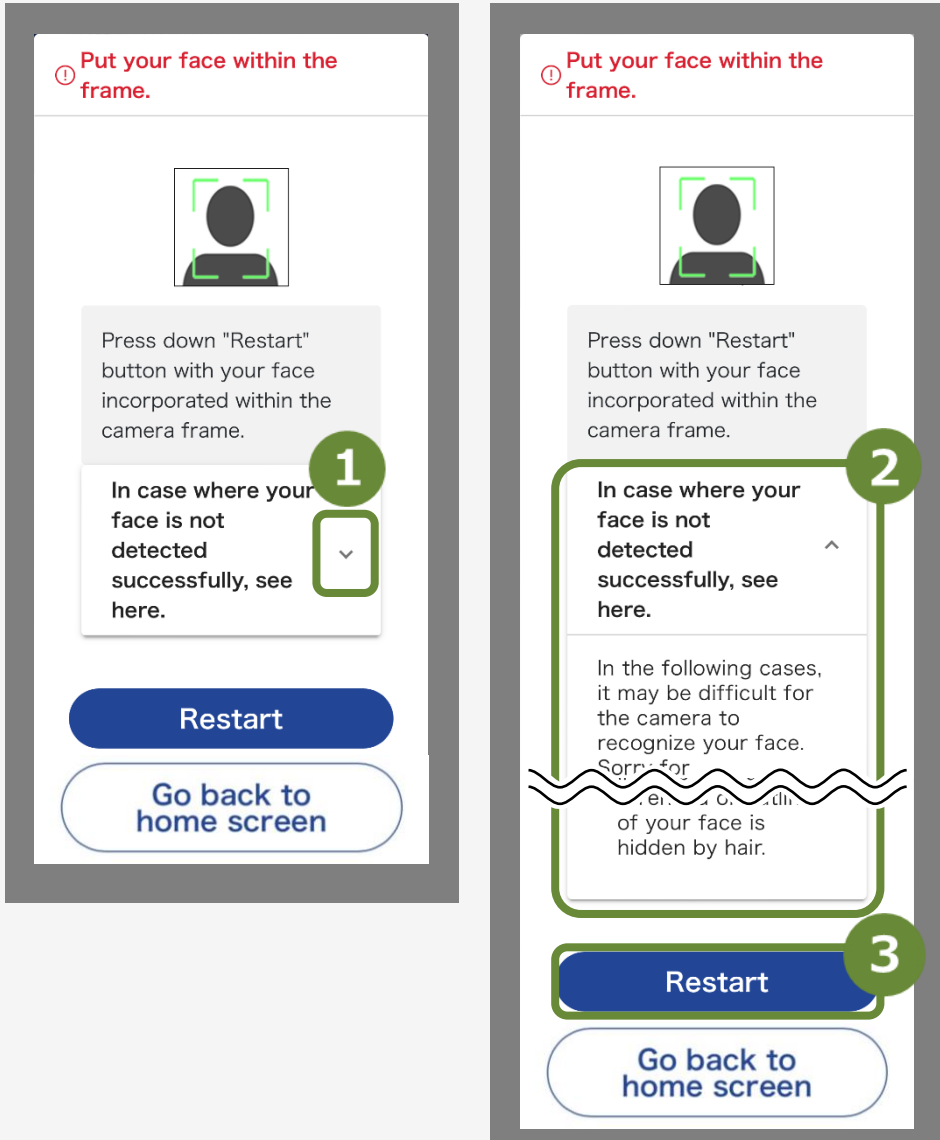 Put your face within the
frame.
Press down "Restart"
button with your face
incorporated within the
camera frame.
1
In case where your
face is not
detected
successfully, see
here.
Restart
Go back to
home screen
Put your face within the
frame.
Press down "Restart"
button with your face
incorporated within the
camera frame.
2
In case where your
face is not
detected
successfully, see
here.
In the following cases,
it may be difficult for
the camera to
recognize your face.
Sorry for
of your face is
hidden by hair.
3
Restart
Go back to
home screen